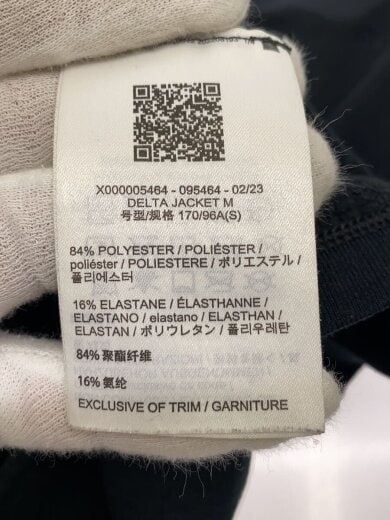 X000005464 - 095464 - 02/23
DELTA JACKET M
号型/规格 170/96A(S)
84% POLYESTER / POLIÉSTER /
poliéster / POLIESTERE / ポリエステル /
폴리에스터
16% ELASTANE / ÉLASTHANNE /
ELASTANO / elastano / ELASTHAN /
ELASTAN / ポリウレタン / 폴리우레탄
84% 聚酯纤维
16% 氨纶
EXCLUSIVE OF TRIM / GARNITURE